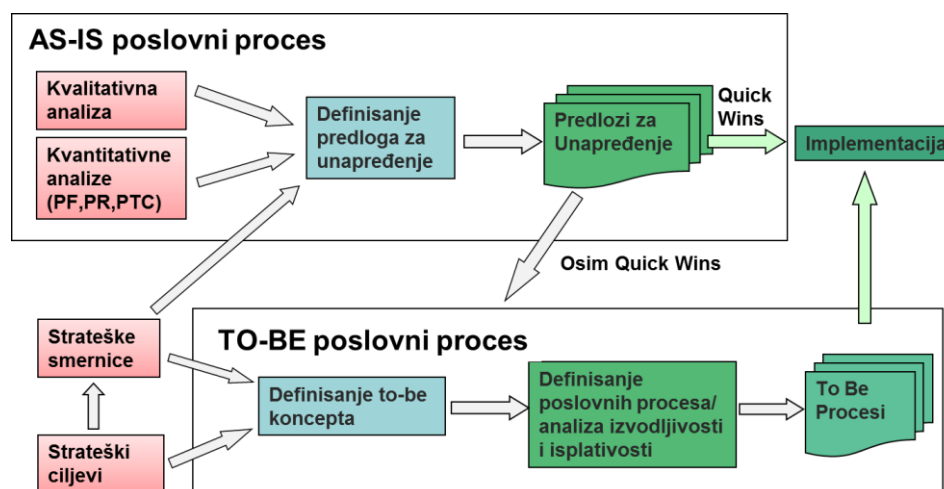 AS-IS poslovni proces
Kvalitativna
analiza
Kvantitativne
analize
(PF,PR,PTC)
Definisanje
predloga za
unapređenje
Predlozi za
Unapređenje
Quick
Wins
Implementacija
Osim Quick Wins
Strateške
smernice
Strateški
ciljevi
TO-BE poslovni proces
Definisanje to-be
koncepta
Definisanje
poslovnih procesa/
analiza izvodljivosti
i isplativosti
To Be
Procesi